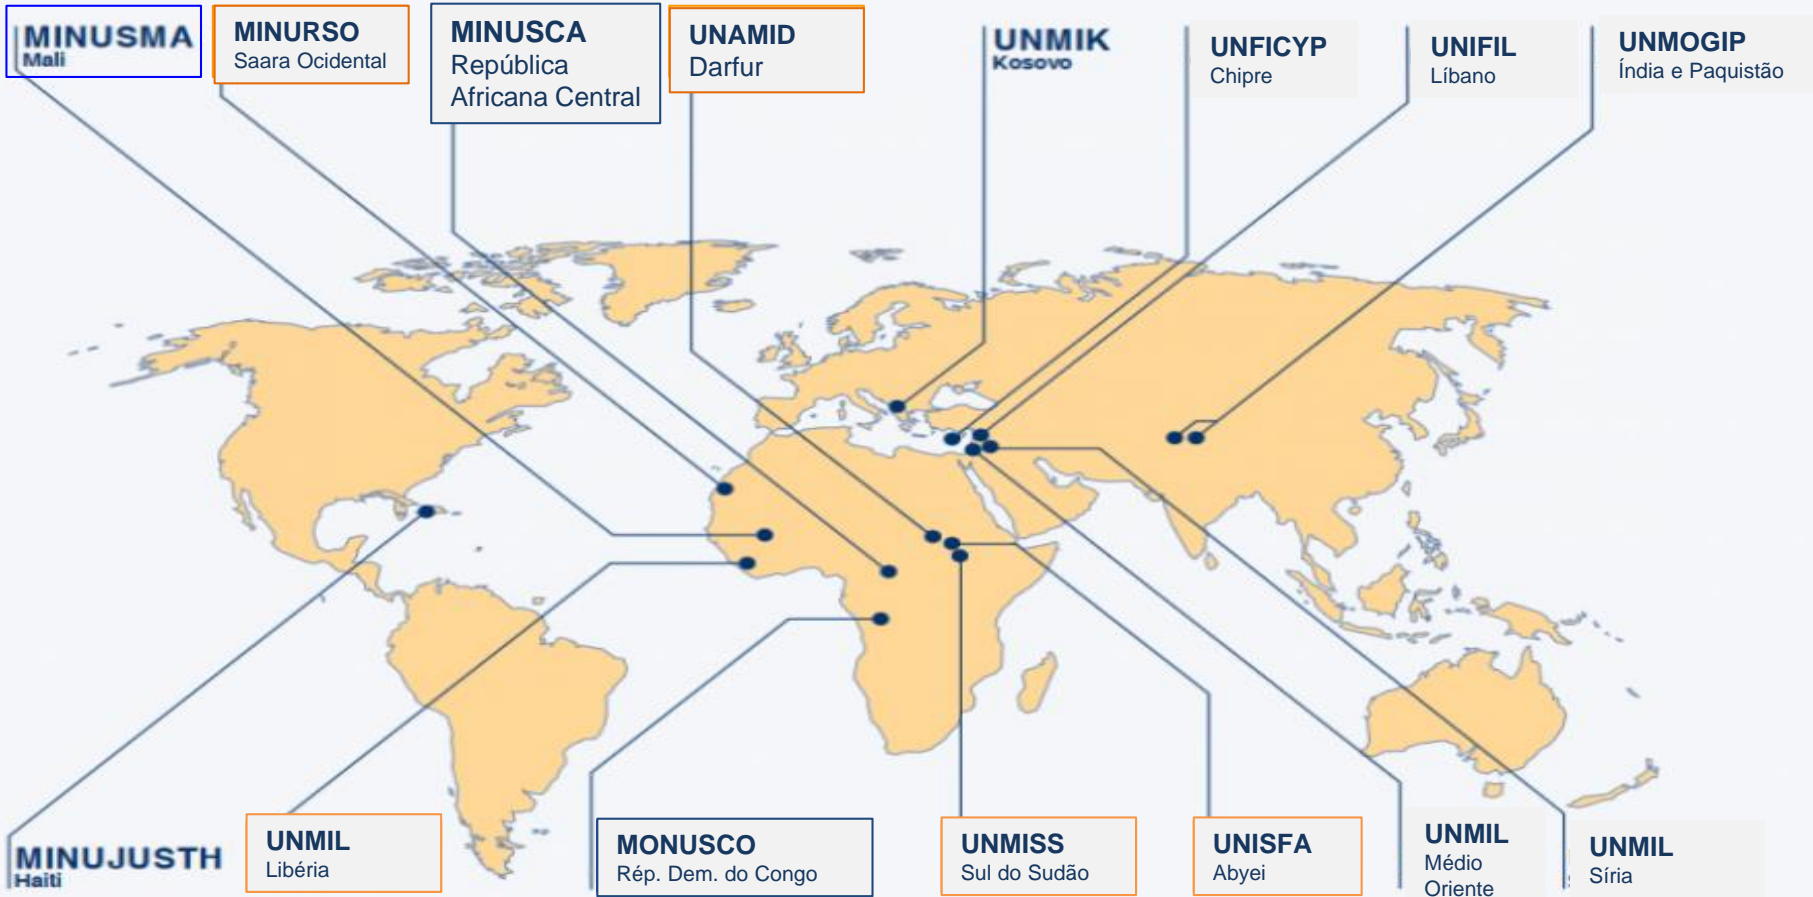 MINUSMA
Mali
MINURSO
Saara Ocidental
MINUSCA
República
Africana Central
UNAMID
Darfur
UNMIK
Kosovo
UNFICYP
Chipre
UNIFIL
Líbano
UNMOGIP
Índia e Paquistão
MINUJUSTH
Haiti
UNMIL
Libéria
MONUSCO
Rép. Dem. do Congo
UNMISS
Sul do Sudão
UNISFA
Abyei
UNMIL
Médio
Oriente
UNMIL
Síria